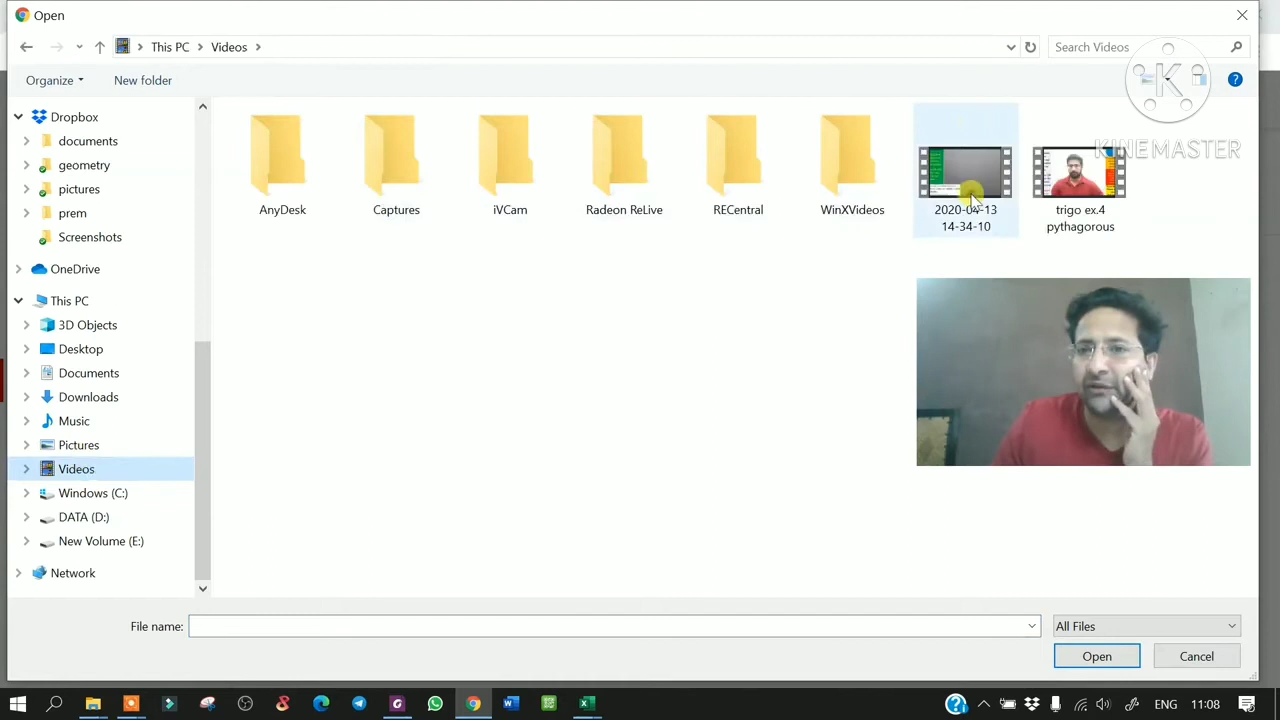 Open
This PC
Videos
Search Videos
Organize
New folder
KINEMASTER
Dropbox
documents
geometry
pictures
prem
Screenshots
OneDrive
This PC
3D Objects
Desktop
Documents
Downloads
Music
Pictures
Videos
Windows (C:)
DATA (D:)
New Volume (E:)
Network
AnyDesk
Captures
iVCam
Radeon ReLive
RECentral
WinXVideos
2020-04-13
14-34-10
trigo ex.4
pythagorous
File name:
All Files
Open
Cancel
ENG
11:08